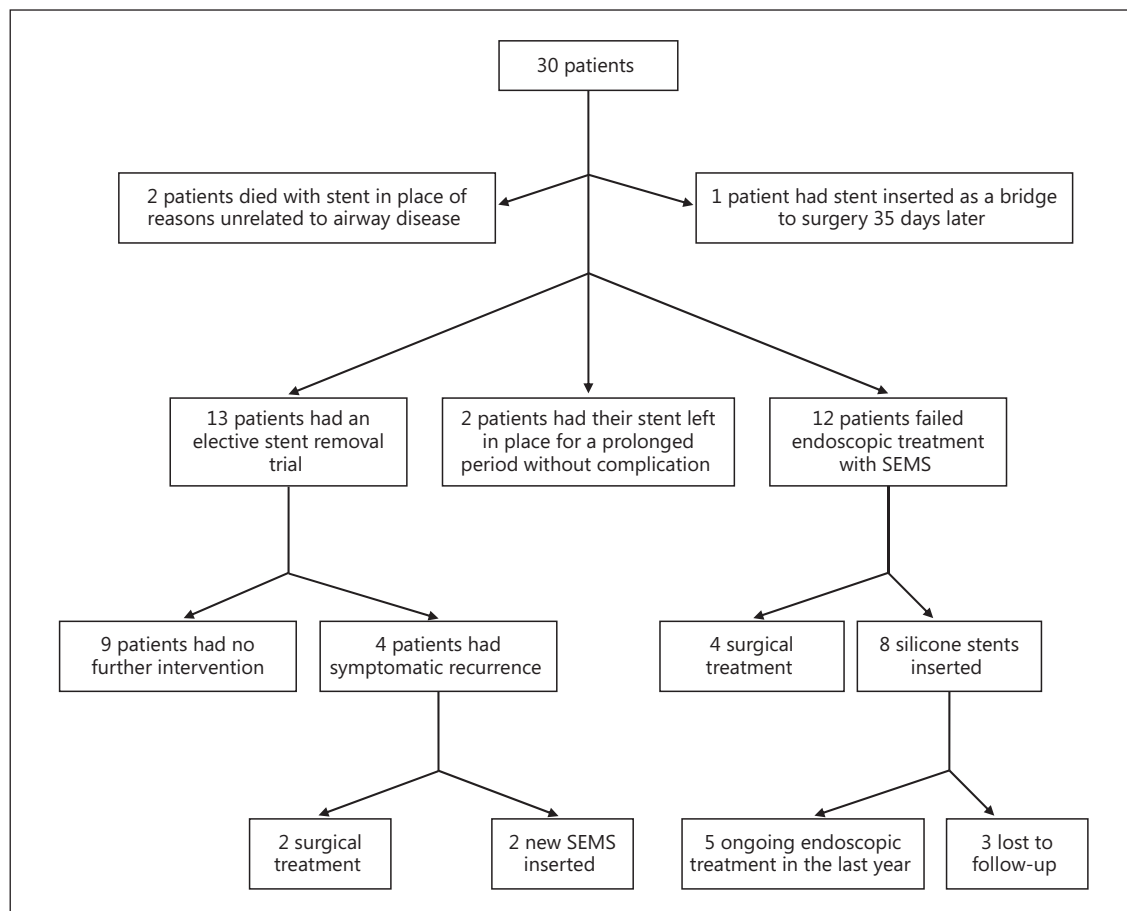 30 patients
2 patients died with stent in place of
reasons unrelated to airway disease
1 patient had stent inserted as a bridge
to surgery 35 days later
13 patients had an
elective stent removal
trial
2 patients had their stent left
in place for a prolonged
period without complication
12 patients failed
endoscopic treatment
with SEMS
9 patients had no
further intervention
4 patients had
symptomatic recurrence
4 surgical
treatment
8 silicone stents
inserted
2 surgical
treatment
2 new SEMS
inserted
5 ongoing endoscopic
treatment in the last year
3 lost to
follow-up